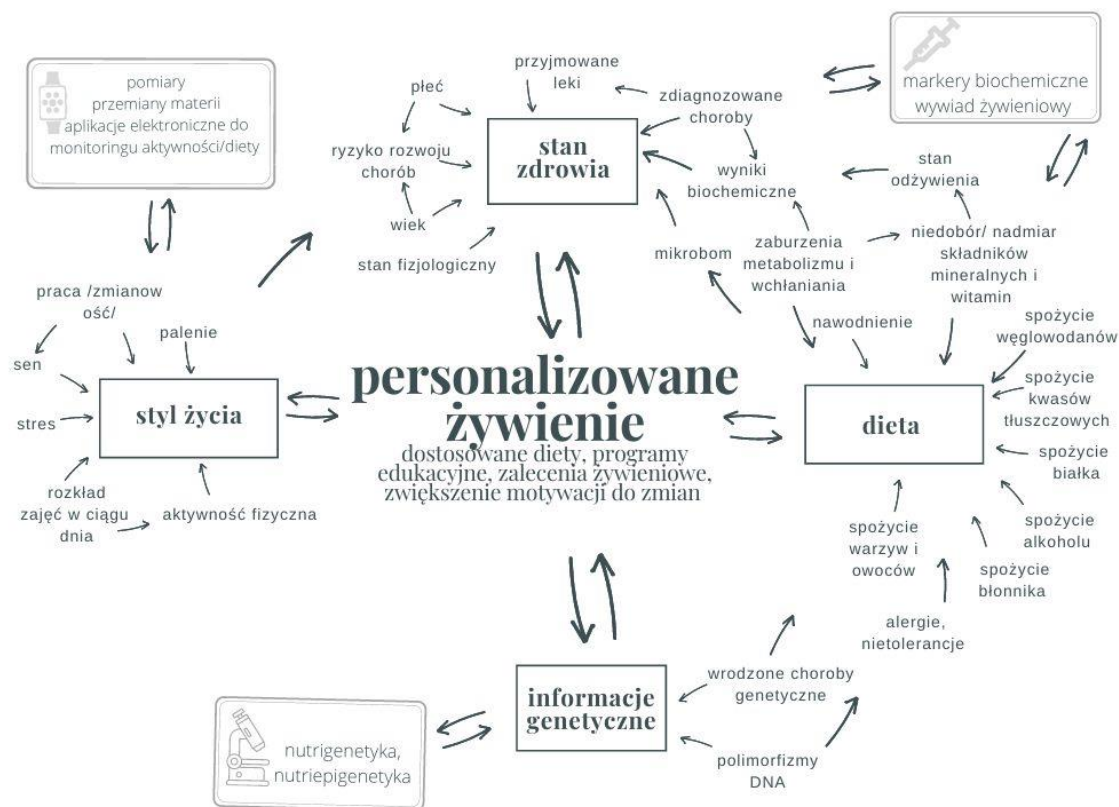 pomiary
przemiany materii
aplikacje elektroniczne do
monitoringu aktywności/diety
markery biochemiczne
wywiad żywieniowy
płeć
przyjmowane
leki
zdiagnozowane
choroby
ryzyko rozwoju
chorób
stan
zdrowia
wyniki
biochemiczne
stan
odżywienia
wiek
stan fizjologiczny
mikrobom
zaburzenia
metabolizmu i
wchłaniania
niedobór/ nadmiar
składników
mineralnych i
witamin
praca /zmianow
ość/
palenie
sen
stres
styl życia
rozkład
zajęć w ciągu
dnia
aktywność fizyczna
personalizowane
żywienie
dostosowane diety, programy
edukacyjne, zalecenia żywieniowe,
zwiększenie motywacji do zmian
nawodnienie
dieta
spożycie
węglowodanów
spożycie
kwasów
tłuszczowych
spożycie
białka
spożycie
alkoholu
spożycie
błonnika
spożycie
warzyw i
owoców
alergie,
nietolerancje
informacje
genetyczne
wrodzone choroby
genetyczne
polimorfizmy
DNA
nutrigenetyka,
nutriepigenetyka